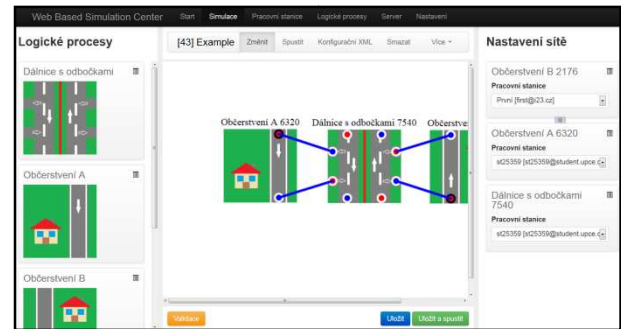 Web Based Simulation Center
Start
Simulace
Pracovní stanice
Logické procesy
Server
Nastavení
Logické procesy
Dálnice s odbočkami
Občerstvení A
Občerstvení B
[43] Example
Změnit
Spustit
Konfigurační XML
Smazat
Více
Občerstvení A 6320
Dálnice s odbočkami 7540
Občerstve
Validace
Uložit
Uložit a spustit
Nastavení sítě
Občerstvení B 2176
Pracovní stanice
První [first@i23.cz]
Občerstvení A 6320
Pracovní stanice
st25359 [st25359@student.upce.c
Dálnice s odbočkami
7540
Pracovní stanice
st25359 [st25359@student.upce.c